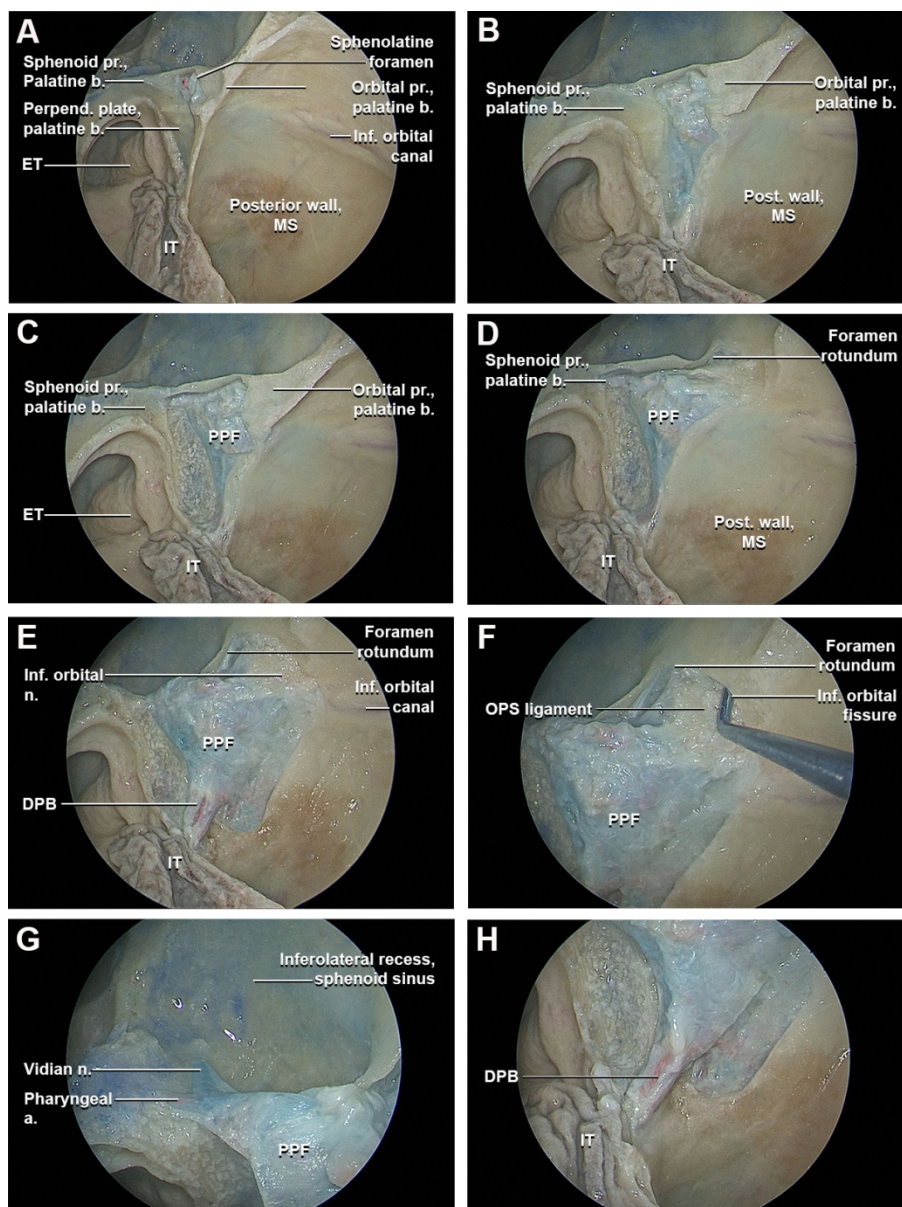 A
Sphenolatine
foramen
Sphenoid pr.,
Palatine b.
Orbital pr.,
palatine b.
Perpend. plate,
palatine b.
Inf. orbital
canal
ET
Posterior wall,
MS
IT
B
Sphenoid pr.,
palatine b.
Orbital pr.,
palatine b.
Post. wall,
MS
IT
C
Sphenoid pr.,
palatine b.
Orbital pr.,
palatine b.
PPF
ET
IT
D
Foramen
rotundum
Sphenoid pr.,
palatine b.
PPF
Post. wall,
MS
IT
E
Foramen
rotundum
Inf. orbital
n.
Inf. orbital
canal
PPF
DPB
IT
F
Foramen
rotundum
OPS ligament
Inf. orbital
fissure
PPF
G
Inferolateral recess,
sphenoid sinus
Vidian n.
Pharyngeal
a.
PPF
H
DPB
IT